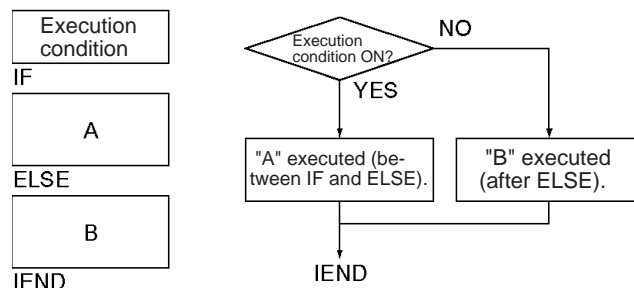 Execution
condition
IF
A
ELSE
B
IEND
Execution
condition ON?
NO
YES
"A" executed (be-
tween IF and ELSE).
"B" executed
(after ELSE).
IEND